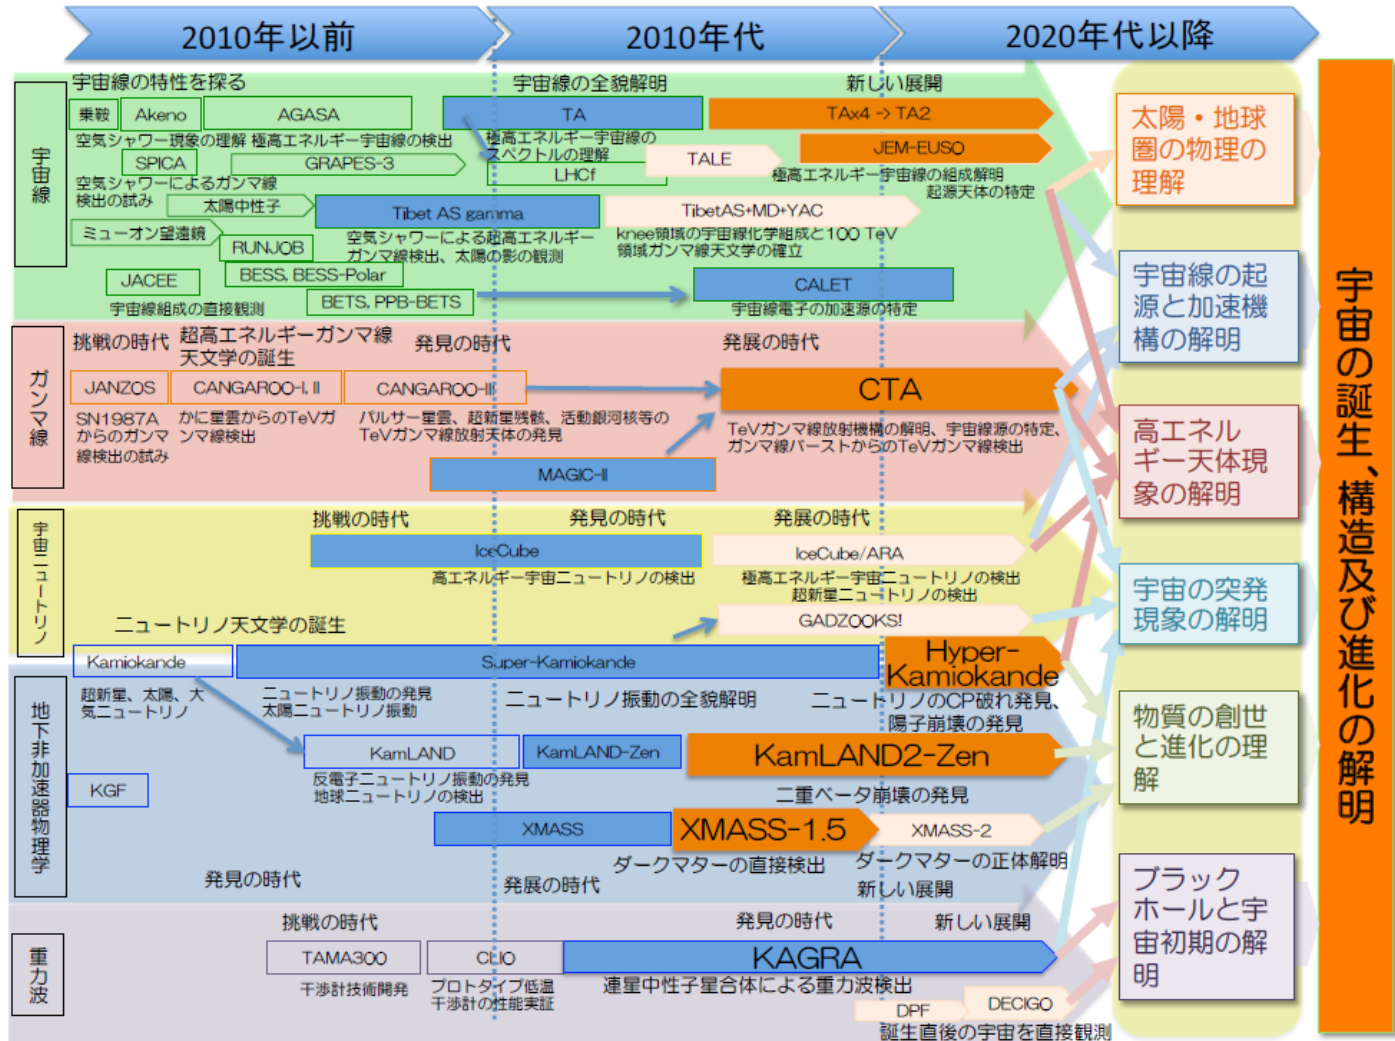 2010年以前
2010年代
2020年代以降
宇宙線
宇宙線の特性を探る
宇宙線の全貌解明
新しい展開
乗鞍
Akeno
AGASA
TA
TAx4 -> TA2
空気シャワー現象の理解 極高エネルギー宇宙線の検出
極高エネルギー宇宙線の
スペクトルの理解
SPICA
GRAPES-3
LHCf
TALE
JEM-EUSO
極高エネルギー宇宙線の組成解明
起源天体の特定
空気シャワーによるガンマ線
検出の試み
太陽中性子
Tibet AS gamma
TibetAS+MD+YAC
ミューオン望遠鏡
RUNJOB
空気シャワーによる超高エネルギー
ガンマ線検出、太陽の影の観測
knee領域の宇宙線化学組成と100 TeV
領域ガンマ線天文学の確立
JACEE
BESS, BESS-Polar
BETS, PPB-BETS
CALET
宇宙線組成の直接観測
宇宙線電子の加速源の特定
ガンマ線
挑戦の時代
超高エネルギーガンマ線
天文学の誕生
発見の時代
発展の時代
JANZOS
CANGAROO-I, II
CANGAROO-III
CTA
SN1987A
からのガンマ
線検出の試み
かに星雲からのTeVガ
ンマ線検出
パルサー星雲、超新星残骸、活動銀河核等の
TeVガンマ線放射天体の発見
TeVガンマ線放射機構の解明、宇宙線源の特定、
ガンマ線バーストからのTeVガンマ線検出
MAGIC-II
宇宙ニュートリノ
挑戦の時代
発見の時代
発展の時代
IceCube
IceCube/ARA
高エネルギー宇宙ニュートリノの検出
極高エネルギー宇宙ニュートリノの検出
超新星ニュートリノの検出
GADZOOKS!
ニュートリノ天文学の誕生
地下非加速器物理学
Kamiokande
Super-Kamiokande
Hyper-
Kamiokande
超新星、太陽、大
気ニュートリノ
ニュートリノ振動の発見
太陽ニュートリノ振動
ニュートリノ振動の全貌解明
ニュートリノのCP破れ発見、
陽子崩壊の発見
KamLAND
KamLAND-Zen
KamLAND2-Zen
KGF
反電子ニュートリノ振動の発見
地球ニュートリノの検出
二重ベータ崩壊の発見
XMASS
XMASS-1.5
XMASS-2
ダークマターの直接検出
ダークマターの正体解明
発見の時代
発展の時代
新しい展開
重力波
挑戦の時代
発見の時代
新しい展開
TAMA300
CLIO
KAGRA
干渉計技術開発
プロトタイプ低温
干渉計の性能実証
連星中性子星合体による重力波検出
DPF
DECIGO
誕生直後の宇宙を直接観測
太陽・地球
圏の物理の
理解
宇宙線の起
源と加速機
構の解明
高エネル
ギー天体現
象の解明
宇宙の突発
現象の解明
物質の創世
と進化の理
解
ブラック
ホールと宇
宙初期の解
明
宇宙の誕生、構造及び進化の解明